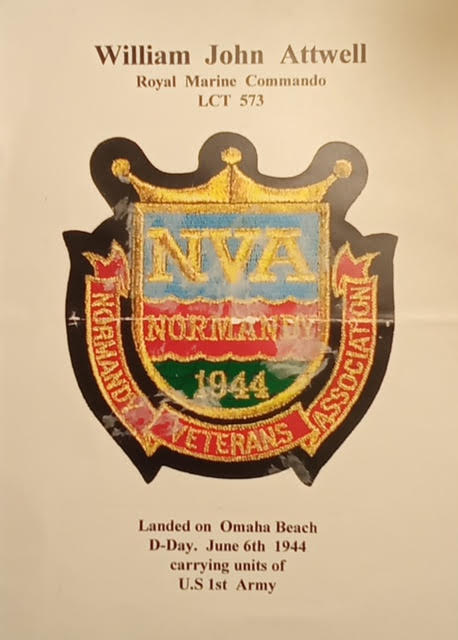 William John Attwell
Royal Marine Commando
LCT 573
NVA
NORMANDY
1944
NORMANDY VETERANS ASSOCIATION
Landed on Omaha Beach
D-Day. June 6th 1944
carrying units of
U.S 1st Army